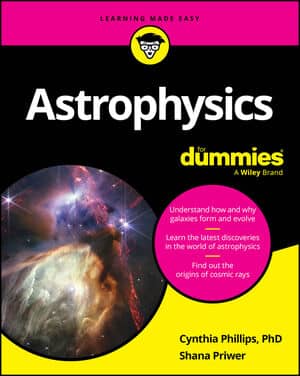 LEARNING MADE EASY
Astrophysics
for
dummies®
A Wiley Brand
Understand how and why
galaxies form and evolve
Learn the latest discoveries
in the world of astrophysics
Find out the
origins of cosmic rays
Cynthia Phillips, PhD
Shana Priwer